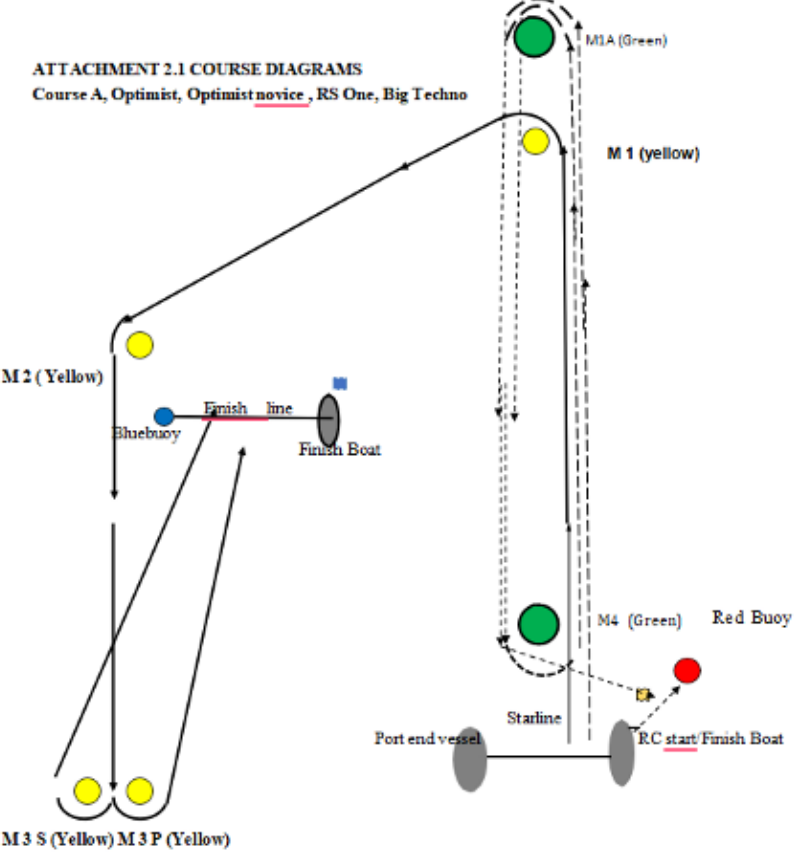 M1A (Green)
ATTACHMENT 2.1 COURSE DIAGRAMS
Course A, Optimist, Optimist novice , RS One, Big Techno
M 1 (yellow)
M 2 ( Yellow)
Finish line
Bluebuoy
Finish Boat
M4 (Green)
Red Buoy
Starline
Port end vessel
RC start/Finish Boat
M 3 S (Yellow) M 3 P (Yellow)